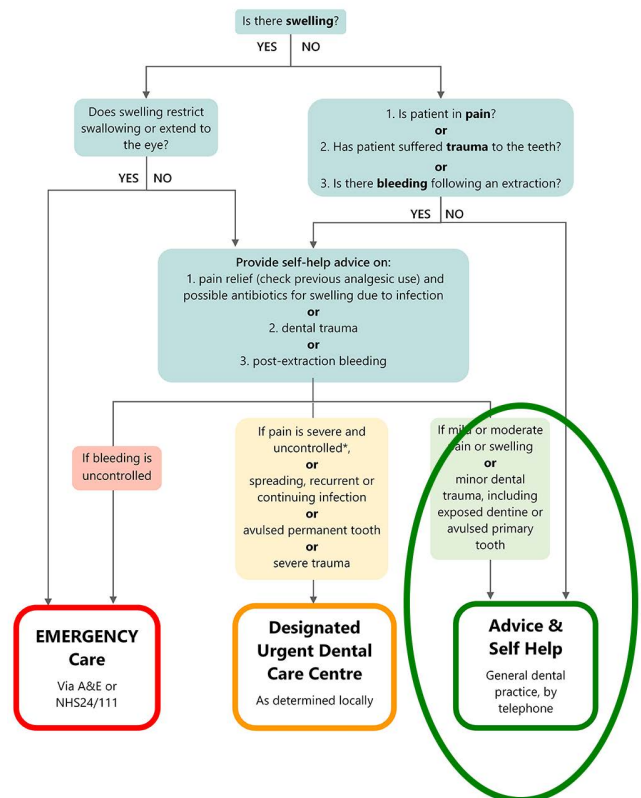 Is there swelling?
YES NO
Does swelling restrict
swallowing or extend to
the eye?
1. Is patient in pain?
or
2. Has patient suffered trauma to the teeth?
or
3. Is there bleeding following an extraction?
YES NO
YES NO
Provide self-help advice on:
1. pain relief (check previous analgesic use) and
possible antibiotics for swelling due to infection
or
2. dental trauma
or
3. post-extraction bleeding
If bleeding is
uncontrolled
If pain is severe and
uncontrolled*,
or
spreading, recurrent or
continuing infection
or
avulsed permanent tooth
or
severe trauma
If mild or moderate
pain or swelling
or
minor dental
trauma, including
exposed dentine or
avulsed primary
tooth
EMERGENCY
Care
Via A&E or
NHS24/111
Designated
Urgent Dental
Care Centre
As determined locally
Advice &
Self Help
General dental
practice, by
telephone